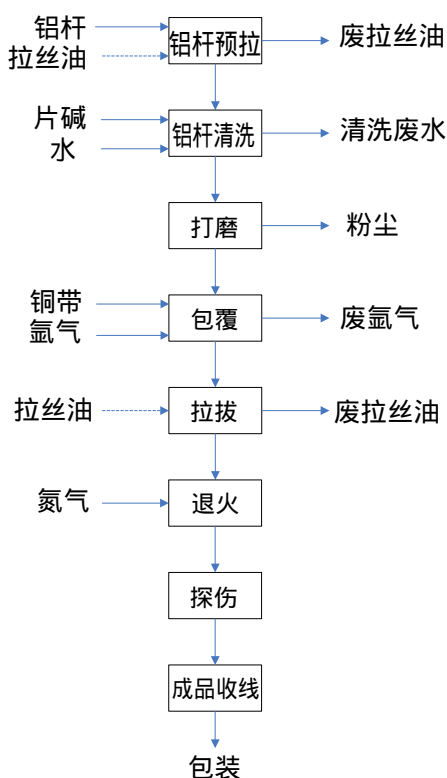 铝杆
拉丝油
铝杆预拉
废拉丝油
片碱
水
铝杆清洗
清洗废水
打磨
粉尘
铜带
氩气
包覆
废氩气
拉丝油
拉拔
废拉丝油
氮气
退火
探伤
成品收线
包装